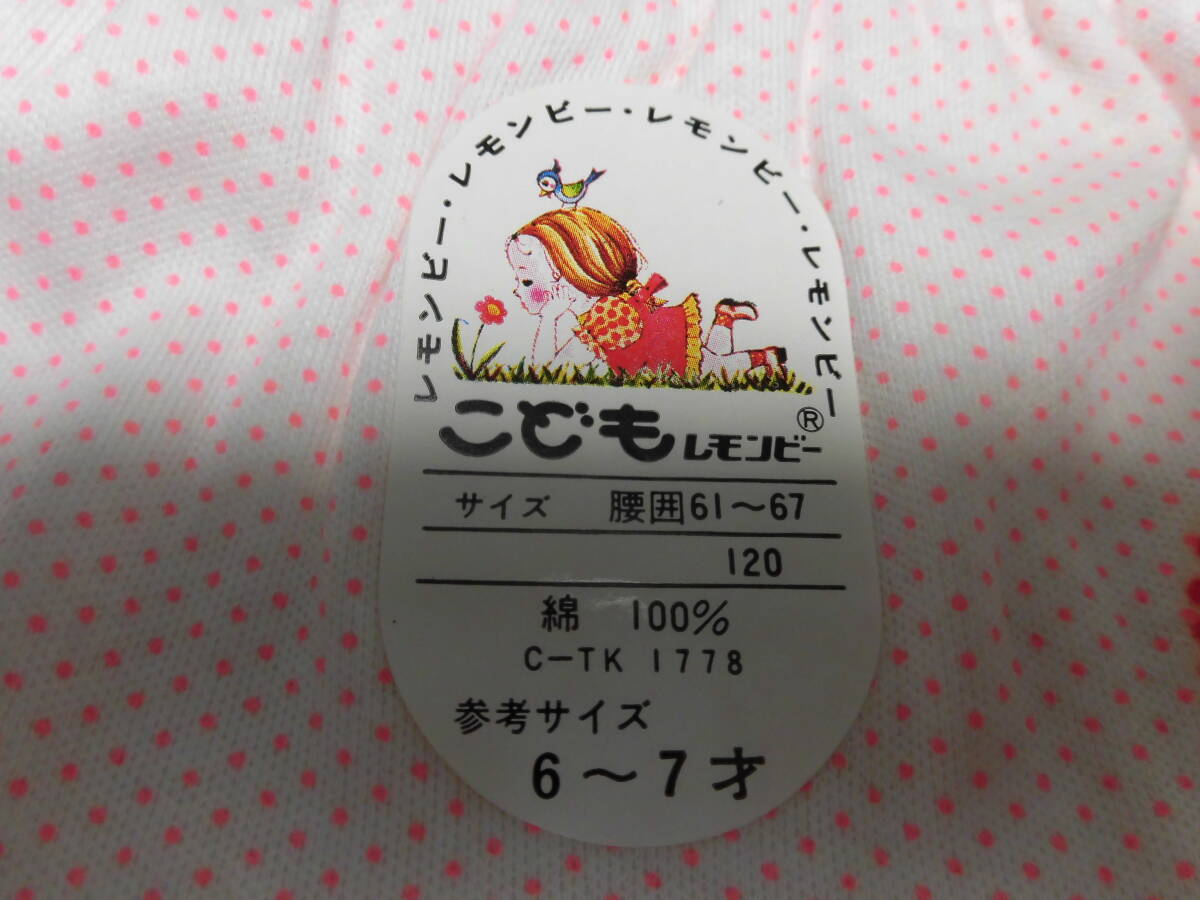 レモンビー・レモンビー・レモンビー・レモンビー
こどもレモンビー®
サイズ 腰囲61〜67
120
綿 100%
C-TK 1778
参考サイズ
6〜7才